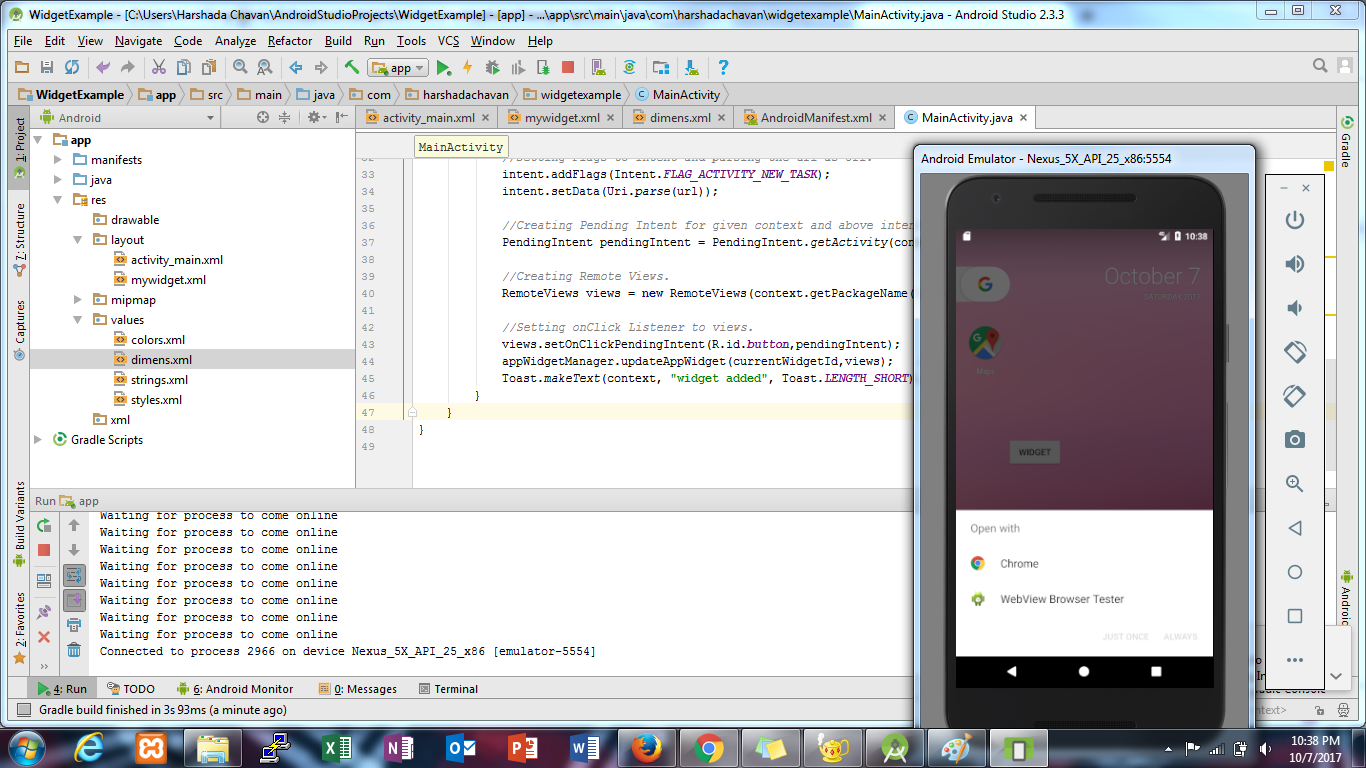 WidgetExample - [C:\Users\Harshada Chavan\AndroidStudioProjects\WidgetExample] - [app] - ...\app\src\main\java\com\harshadachavan\widgetexample\MainActivity.java - Android Studio 2.3.3
File Edit View Navigate Code Analyze Refactor Build Run Tools VCS Window Help
app
WidgetExample app src main java com harshadachavan widgetexample MainActivity
Android
activity_main.xml mywidget.xml dimens.xml AndroidManifest.xml MainActivity.java
MainActivity
1: Project
7: Structure
Captures
Build Variants
2: Favorites
app
manifests
java
res
drawable
layout
activity_main.xml
mywidget.xml
mipmap
values
colors.xml
dimens.xml
strings.xml
styles.xml
xml
Gradle Scripts
32 //Setting Flags to Intent and parsing the url as Uri.
33 intent.addFlags(Intent.FLAG_ACTIVITY_NEW_TASK);
34 intent.setData(Uri.parse(url));
35
36 //Creating Pending Intent for given context and above inten
37 PendingIntent pendingIntent = PendingIntent.getActivity(con
38
39 //Creating Remote Views.
40 RemoteViews views = new RemoteViews(context.getPackageName(
41
42 //Setting onClick Listener to views.
43 views.setOnClickPendingIntent(R.id.button,pendingIntent);
44 appWidgetManager.updateAppWidget(currentWidgetId,views);
45 Toast.makeText(context, "widget added", Toast.LENGTH_SHORT)
46 }
47 }
48 }
49
Gradle
Android
Android Emulator - Nexus_5X_API_25_x86:5554
10:38
G
October 7
SATURDAY, 2017
Maps
WIDGET
Open with
Chrome
WebView Browser Tester
JUST ONCE ALWAYS
Run app
Waiting for process to come online
Waiting for process to come online
Waiting for process to come online
Waiting for process to come online
Waiting for process to come online
Waiting for process to come online
Waiting for process to come online
Waiting for process to come online
Connected to process 2966 on device Nexus_5X_API_25_x86 [emulator-5554]
4: Run TODO 6: Android Monitor 0: Messages Terminal
Gradle Console
Gradle build finished in 3s 93ms (a minute ago)
ntext>
10:38 PM
10/7/2017